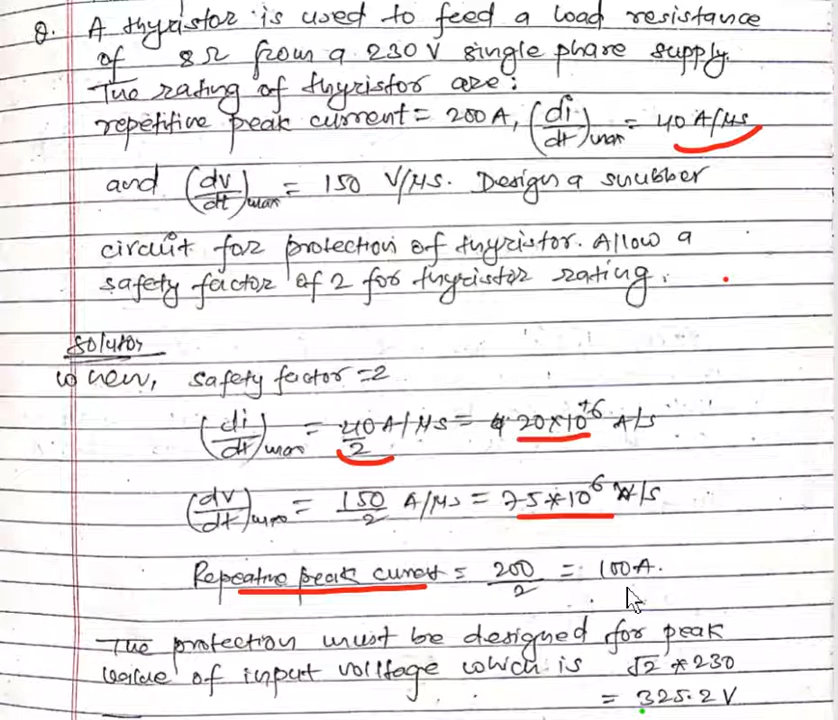 Q. A thyristor is used to feed a load resistance
of 8Ω from a 230 V single phase supply.
The rating of thyristor are:
repetitive peak current = 200 A, (di/dt)max = 40 A/μs
and (dv/dt)max = 150 V/μs. Design a snubber
circuit for protection of thyristor. Allow a
safety factor of 2 for thyristor rating.
Solution
when, safety factor = 2
(di/dt)max = 40/2 A/μs = 20*10^+6 A/s
(dv/dt)max = 150/2 A/μs = 75*10^6 V/s
Repeative peak curent = 200/2 = 100A.
The protection must be designed for peak
value of input volltage which is √2 * 230
= 325.2 V